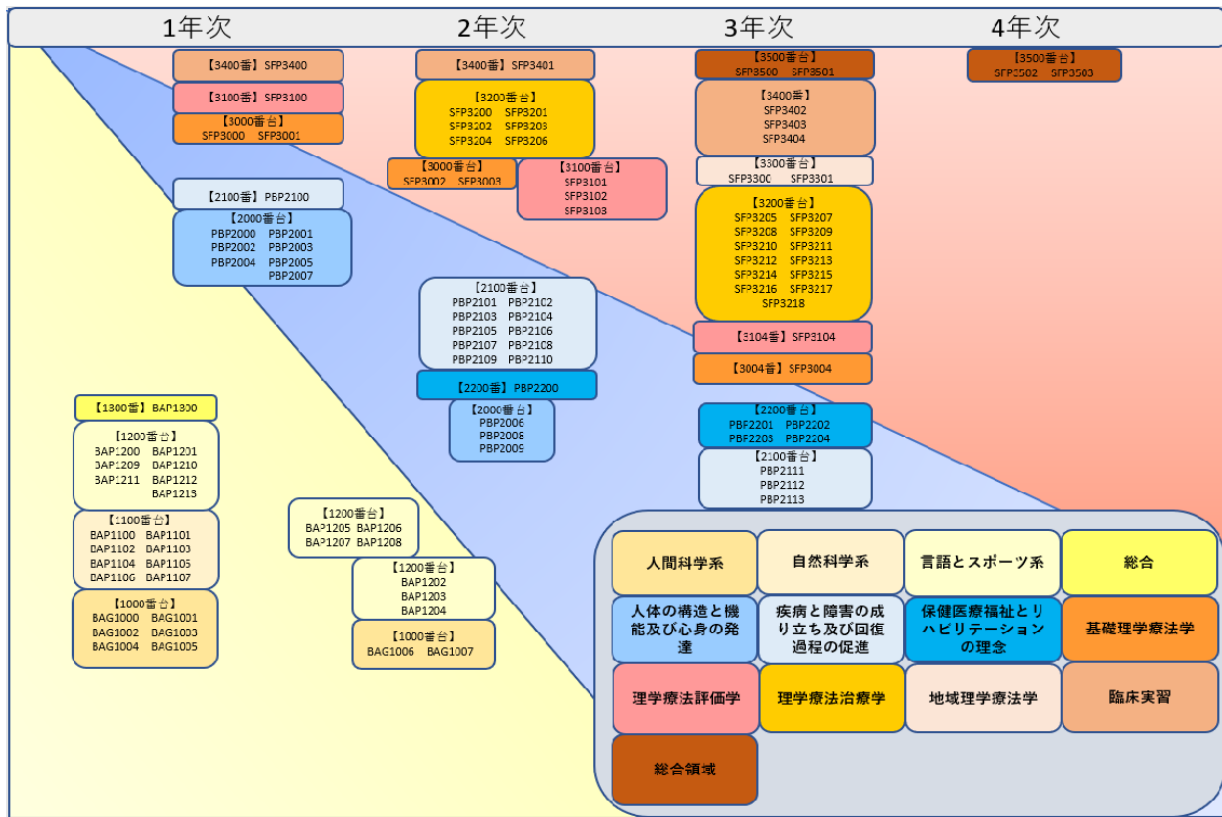 1年次
2年次
3年次
4年次
【3400番】SFP3400
【3100番】SFP3100
【3000番台】
SFP3000 SFP3001
【2100番】PBP2100
【2000番台】
PBP2000 PBP2001
PBP2002 PBP2003
PBP2004 PBP2005
PBP2007
【1300番】BAP1300
【1200番台】
BAP1200 BAP1201
BAP1209 BAP1210
BAP1211 BAP1212
BAP1213
【1100番台】
BAP1100 BAP1101
BAP1102 BAP1103
BAP1104 BAP1105
BAP1106 BAP1107
【1000番台】
BAG1000 BAG1001
BAG1002 BAG1003
BAG1004 BAG1005
【3400番】SFP3401
【3200番台】
SFP3200 SFP3201
SFP3202 SFP3203
SFP3204 SFP3206
【3000番台】
SFP3002 SFP3003
【3100番台】
SFP3101
SFP3102
SFP3103
【2100番台】
PBP2101 PBP2102
PBP2103 PBP2104
PBP2105 PBP2106
PBP2107 PBP2108
PBP2109 PBP2110
【2200番】PBP2200
【2000番台】
PBP2006
PBP2008
PBP2009
【1200番台】
BAP1205 BAP1206
BAP1207 BAP1208
【1200番台】
BAP1202
BAP1203
BAP1204
【1000番台】
BAG1006 BAG1007
【3500番台】
SFP3500 SFP3501
【3400番台】
SFP3402
SFP3403
SFP3404
【3300番台】
SFP3300 SFP3301
【3200番台】
SFP3205 SFP3207
SFP3208 SFP3209
SFP3210 SFP3211
SFP3212 SFP3213
SFP3214 SFP3215
SFP3216 SFP3217
SFP3218
【3104番】SFP3104
【3004番】SFP3004
【2200番台】
PBP2201 PBP2202
PBP2203 PBP2204
【2100番台】
PBP2111
PBP2112
PBP2113
【3500番台】
SFP3502 SFP3503
人間科学系
自然科学系
言語とスポーツ系
総合
人体の構造と機
能及び心身の発
達
疾病と障害の成
り立ち及び回復
過程の促進
保健医療福祉とリ
ハビリテーション
の理念
基礎理学療法学
理学療法評価学
理学療法治療学
地域理学療法学
臨床実習
総合領域